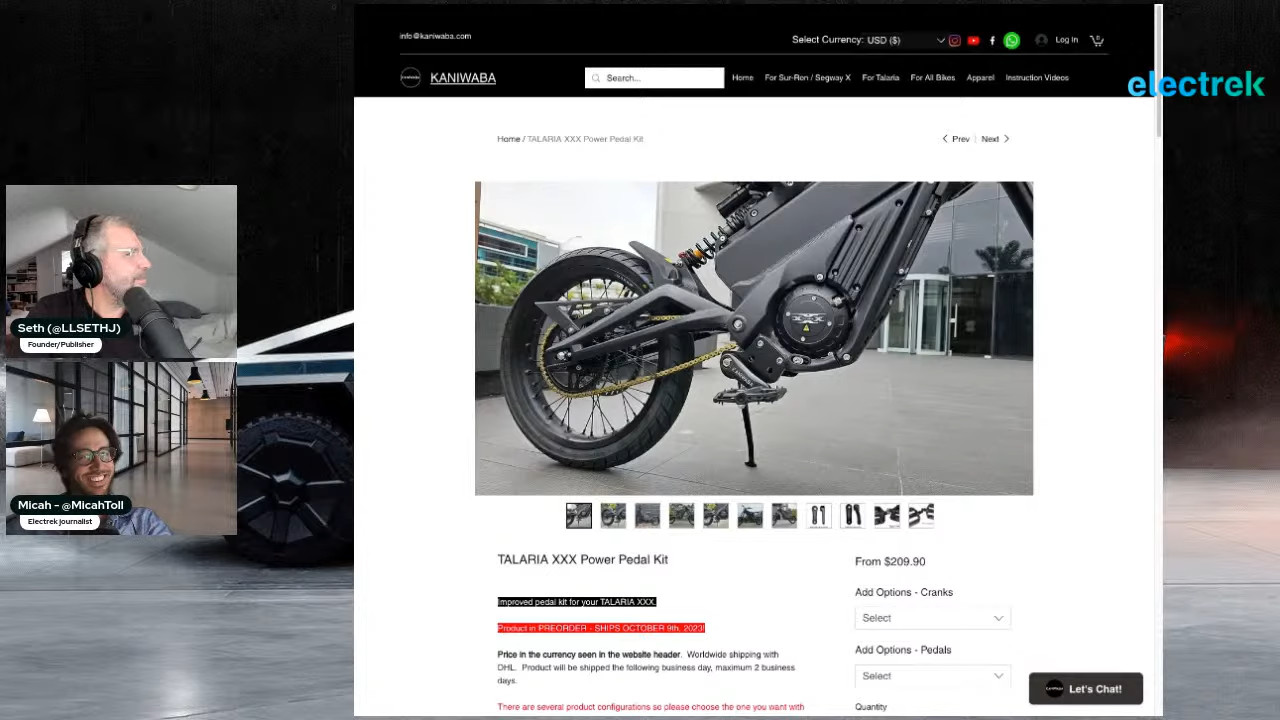 info@kaniwaba.com
Select Currency: USD ($)
Log In
KANIWABA
Search...
Home
For Sur-Ron / Segway X
For Talaria
For All Bikes
Apparel
Instruction Videos
electrek
Home / TALARIA XXX Power Pedal Kit
Prev
Next
Seth (@LLSETHJ)
Founder/Publisher
Micah - @MicahToll
Electrek journalist
TALARIA XXX Power Pedal Kit
From $209.90
Improved pedal kit for your TALARIA XXX.
Add Options - Cranks
Select
Product in PREORDER - SHIPS OCTOBER 9th, 2023!
Add Options - Pedals
Select
Price in the currency seen in the website header. Worldwide shipping with
DHL. Product will be shipped the following business day, maximum 2 business
days.
There are several product configurations so please choose the one you want with
Quantity
KANIWABA
Let's Chat!